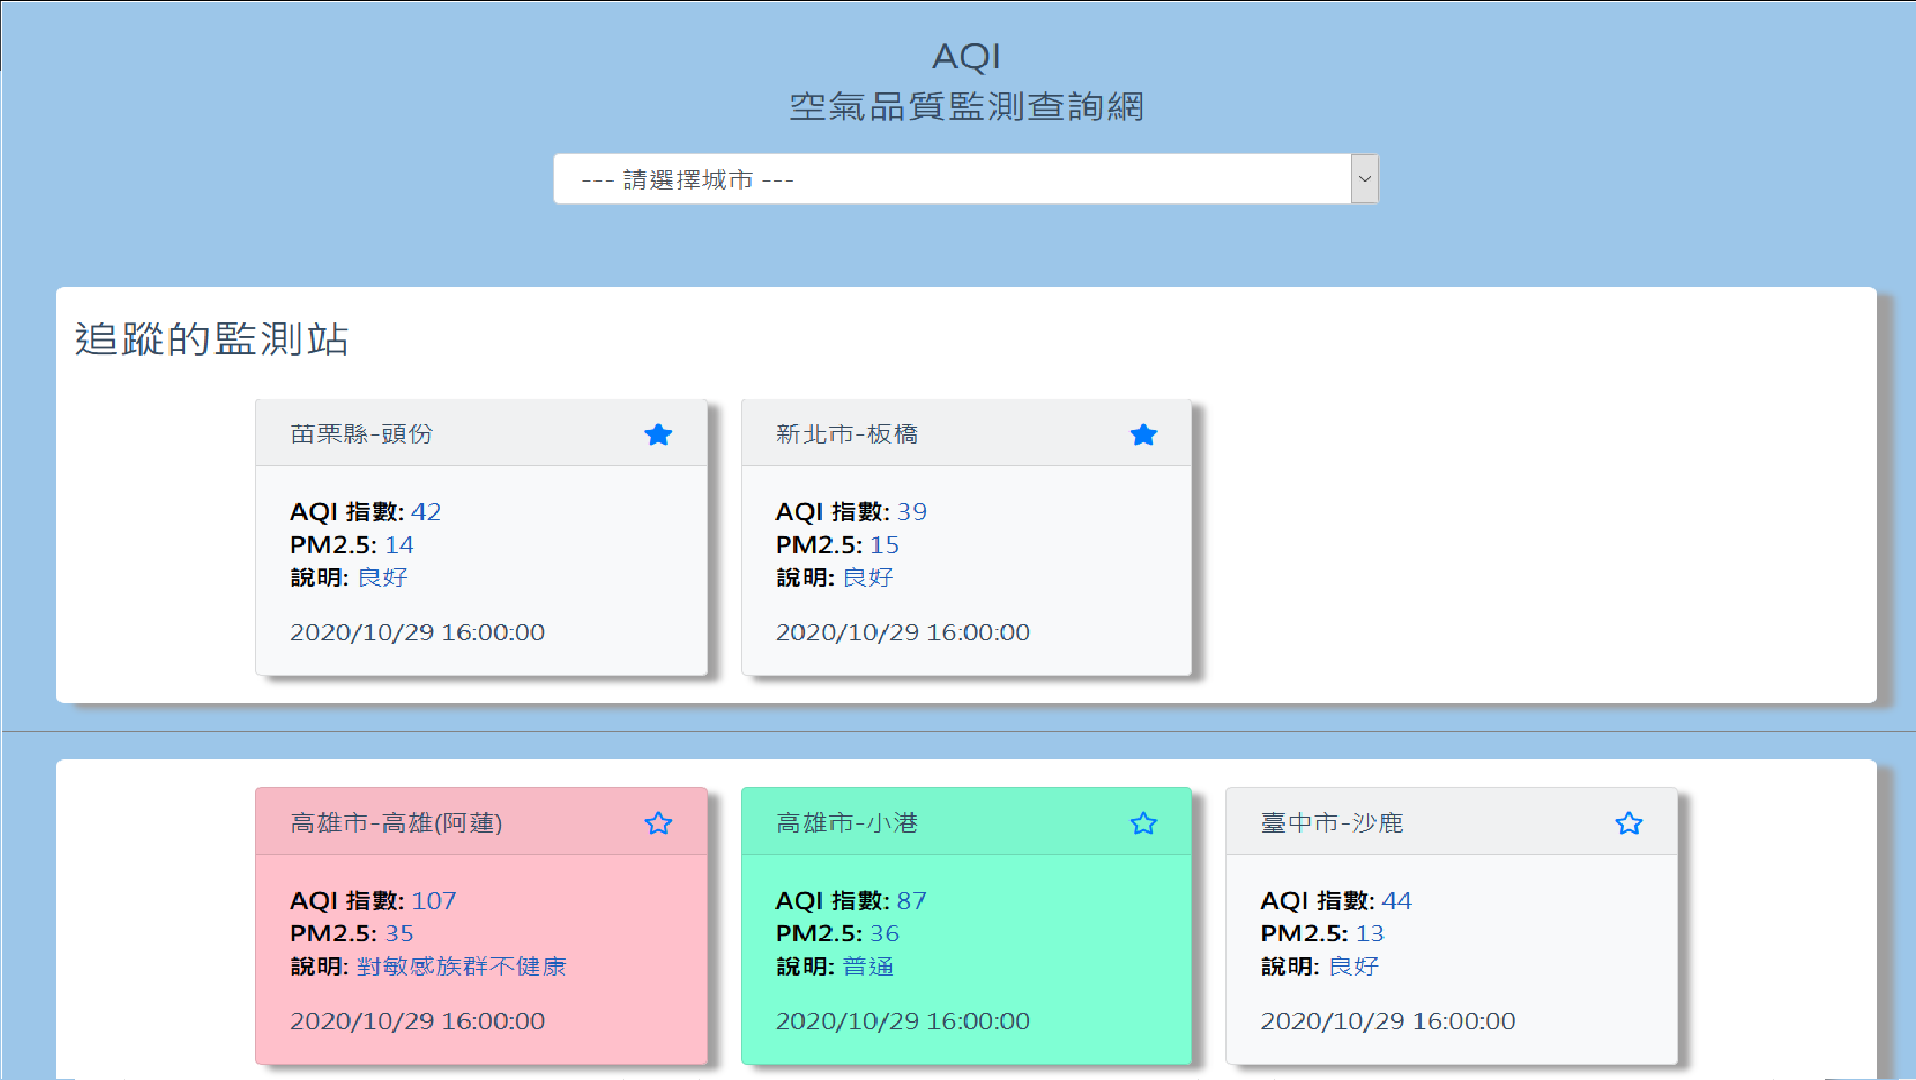 AQI
空氣品質監測查詢網
--- 請選擇城市 ---
追蹤的監測站
苗栗縣-頭份
AQI 指數: 42
PM2.5: 14
說明: 良好
2020/10/29 16:00:00
新北市-板橋
AQI 指數: 39
PM2.5: 15
說明: 良好
2020/10/29 16:00:00
高雄市-高雄(阿蓮)
AQI 指數: 107
PM2.5: 35
說明: 對敏感族群不健康
2020/10/29 16:00:00
高雄市-小港
AQI 指數: 87
PM2.5: 36
說明: 普通
2020/10/29 16:00:00
臺中市-沙鹿
AQI 指數: 44
PM2.5: 13
說明: 良好
2020/10/29 16:00:00